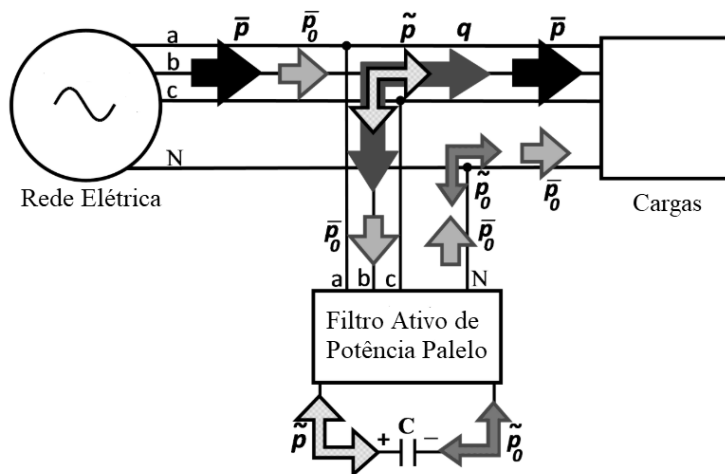 p̅ p̅₀ p̃ q p̅
a
b
c
N
Rede Elétrica
p̃₀ p̅₀
Cargas
p̅₀ p̅₀
a b c N
Filtro Ativo de
Potência Palelo
p̃ + C − p̃₀